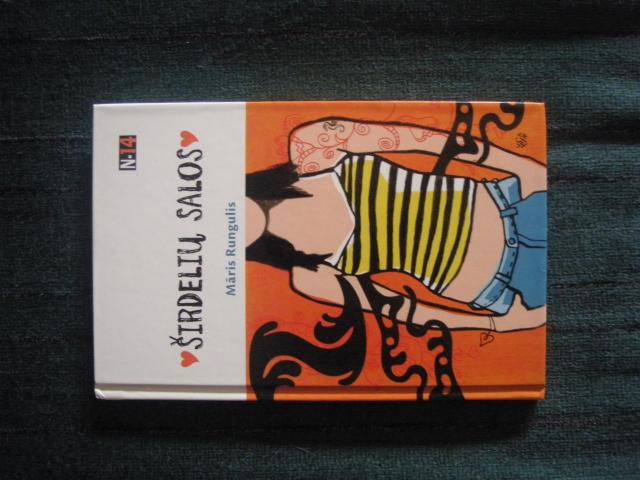 N-14
ŠIRDELIŲ SALOS
Māris Rungulis